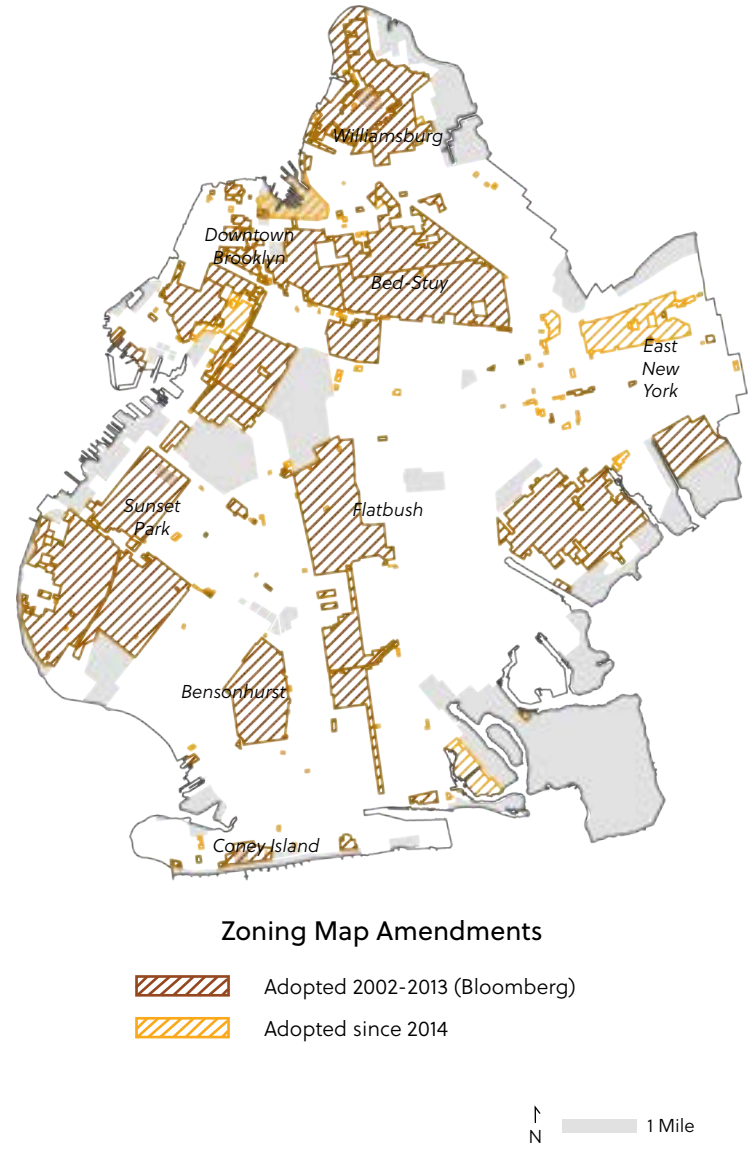 Williamsburg
Downtown
Brooklyn
Bed-Stuy
East
New
York
Sunset
Park
Flatbush
Bensonhurst
Coney Island
Zoning Map Amendments
Adopted 2002-2013 (Bloomberg)
Adopted since 2014
N
1 Mile